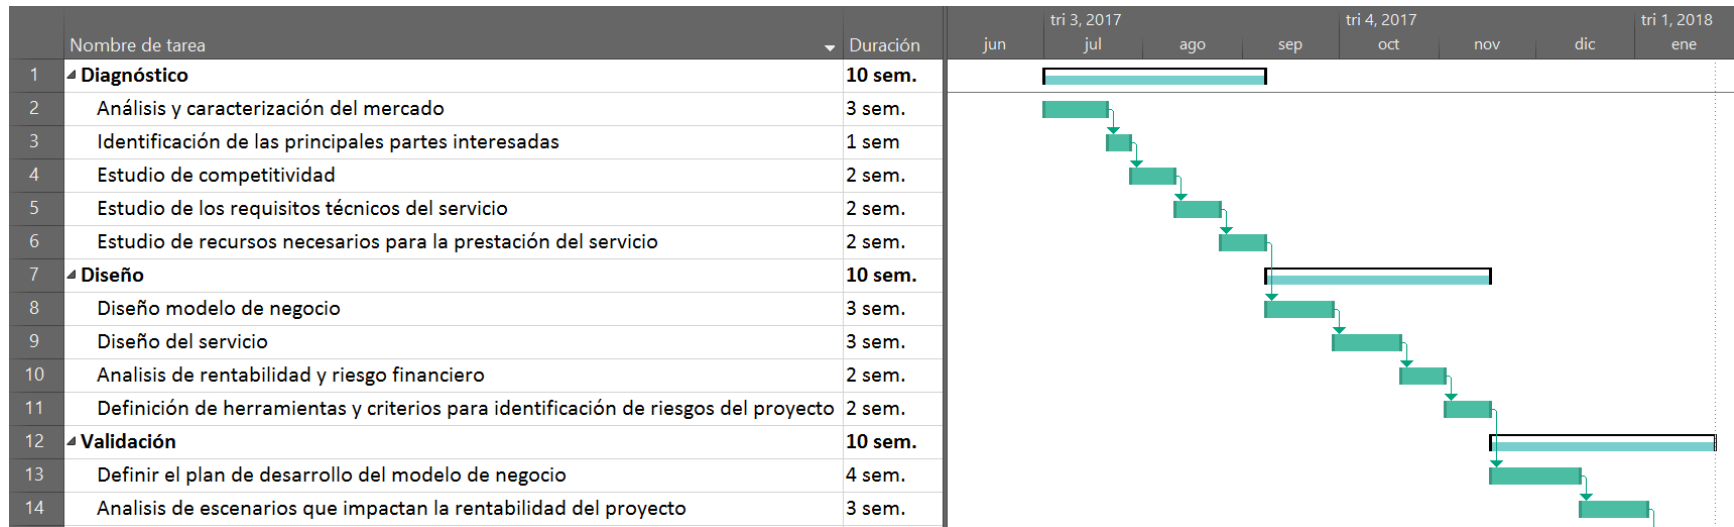 tri 3, 2017 tri 4, 2017 tri 1, 2018
Nombre de tarea Duración jun jul ago sep oct nov dic ene
1 Diagnóstico 10 sem.
2 Análisis y caracterización del mercado 3 sem.
3 Identificación de las principales partes interesadas 1 sem
4 Estudio de competitividad 2 sem.
5 Estudio de los requisitos técnicos del servicio 2 sem.
6 Estudio de recursos necesarios para la prestación del servicio 2 sem.
7 Diseño 10 sem.
8 Diseño modelo de negocio 3 sem.
9 Diseño del servicio 3 sem.
10 Analisis de rentabilidad y riesgo financiero 2 sem.
11 Definición de herramientas y criterios para identificación de riesgos del proyecto 2 sem.
12 Validación 10 sem.
13 Definir el plan de desarrollo del modelo de negocio 4 sem.
14 Analisis de escenarios que impactan la rentabilidad del proyecto 3 sem.